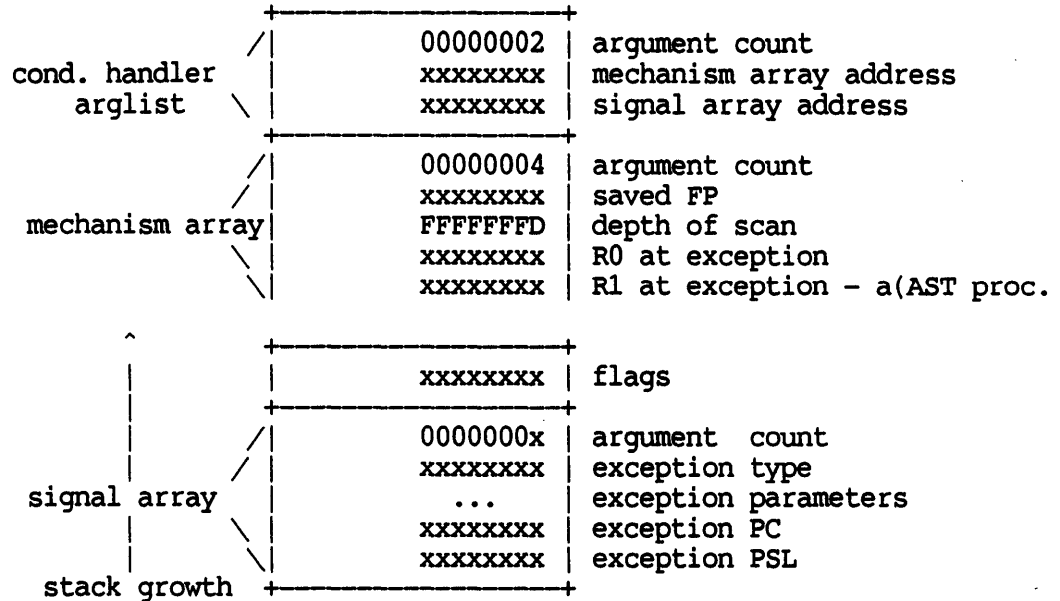 00000002 argument count
cond. handler xxxxxxxx mechanism array address
arglist xxxxxxxx signal array address
00000004 argument count
xxxxxxxx saved FP
mechanism array FFFFFFFD depth of scan
xxxxxxxx R0 at exception
xxxxxxxx R1 at exception - a(AST proc.
xxxxxxxx flags
0000000x argument count
xxxxxxxx exception type
signal array ... exception parameters
xxxxxxxx exception PC
xxxxxxxx exception PSL
stack growth